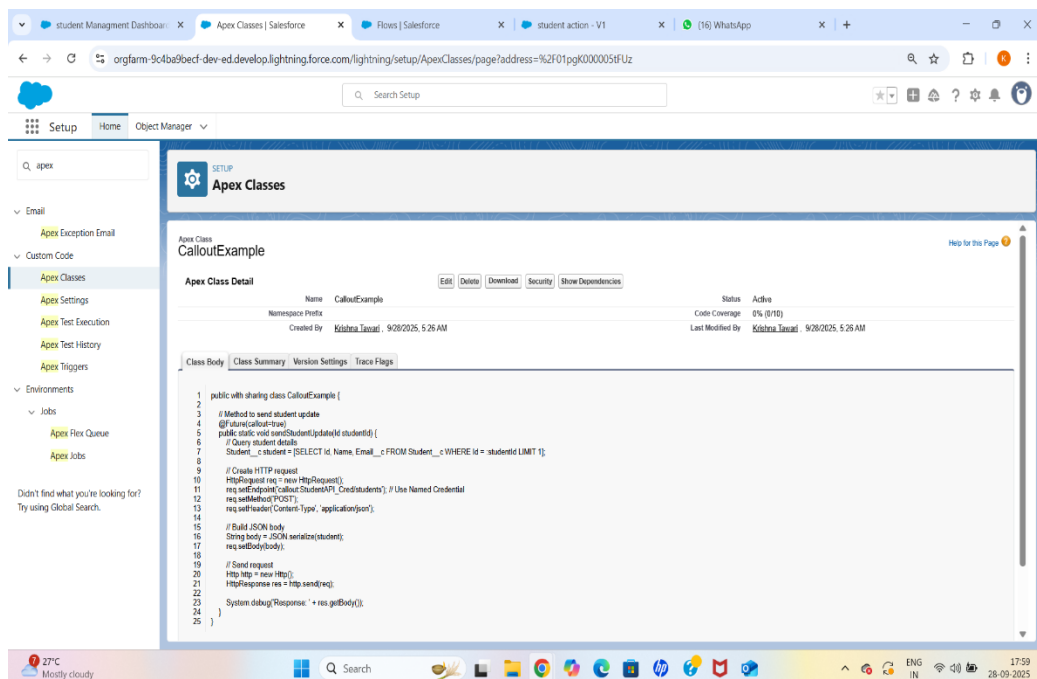 student Managment Dashboar
Apex Classes | Salesforce
Flows | Salesforce
student action - V1
(16) WhatsApp
orgfarm-9c4ba9becf-dev-ed.develop.lightning.force.com/lightning/setup/ApexClasses/page?address=%2F01pgK000005tFUz
K
Search Setup
Setup
Home
Object Manager
apex
Email
Apex Exception Email
Custom Code
Apex Classes
Apex Settings
Apex Test Execution
Apex Test History
Apex Triggers
Environments
Jobs
Apex Flex Queue
Apex Jobs
Didn't find what you're looking for?
Try using Global Search.
SETUP
Apex Classes
Apex Class
CalloutExample
Help for this Page
Apex Class Detail
Edit Delete Download Security Show Dependencies
Name CalloutExample Status Active
Namespace Prefix Code Coverage 0% (0/10)
Created By Krishna Tawari , 9/28/2025, 5:26 AM Last Modified By Krishna Tawari , 9/28/2025, 5:26 AM
Class Body Class Summary Version Settings Trace Flags
1 public with sharing class CalloutExample {
2
3 // Method to send student update
4 @Future(callout=true)
5 public static void sendStudentUpdate(Id studentId) {
6 // Query student details
7 Student__c student = [SELECT Id, Name, Email__c FROM Student__c WHERE Id = :studentId LIMIT 1];
8
9 // Create HTTP request
10 HttpRequest req = new HttpRequest();
11 req.setEndpoint('callout:StudentAPI_Cred/students'); // Use Named Credential
12 req.setMethod('POST');
13 req.setHeader('Content-Type', 'application/json');
14
15 // Build JSON body
16 String body = JSON.serialize(student);
17 req.setBody(body);
18
19 // Send request
20 Http http = new Http();
21 HttpResponse res = http.send(req);
22
23 System.debug('Response: ' + res.getBody());
24 }
25 }
7
27°C
Mostly cloudy
Search
ENG
IN
17:59
28-09-2025